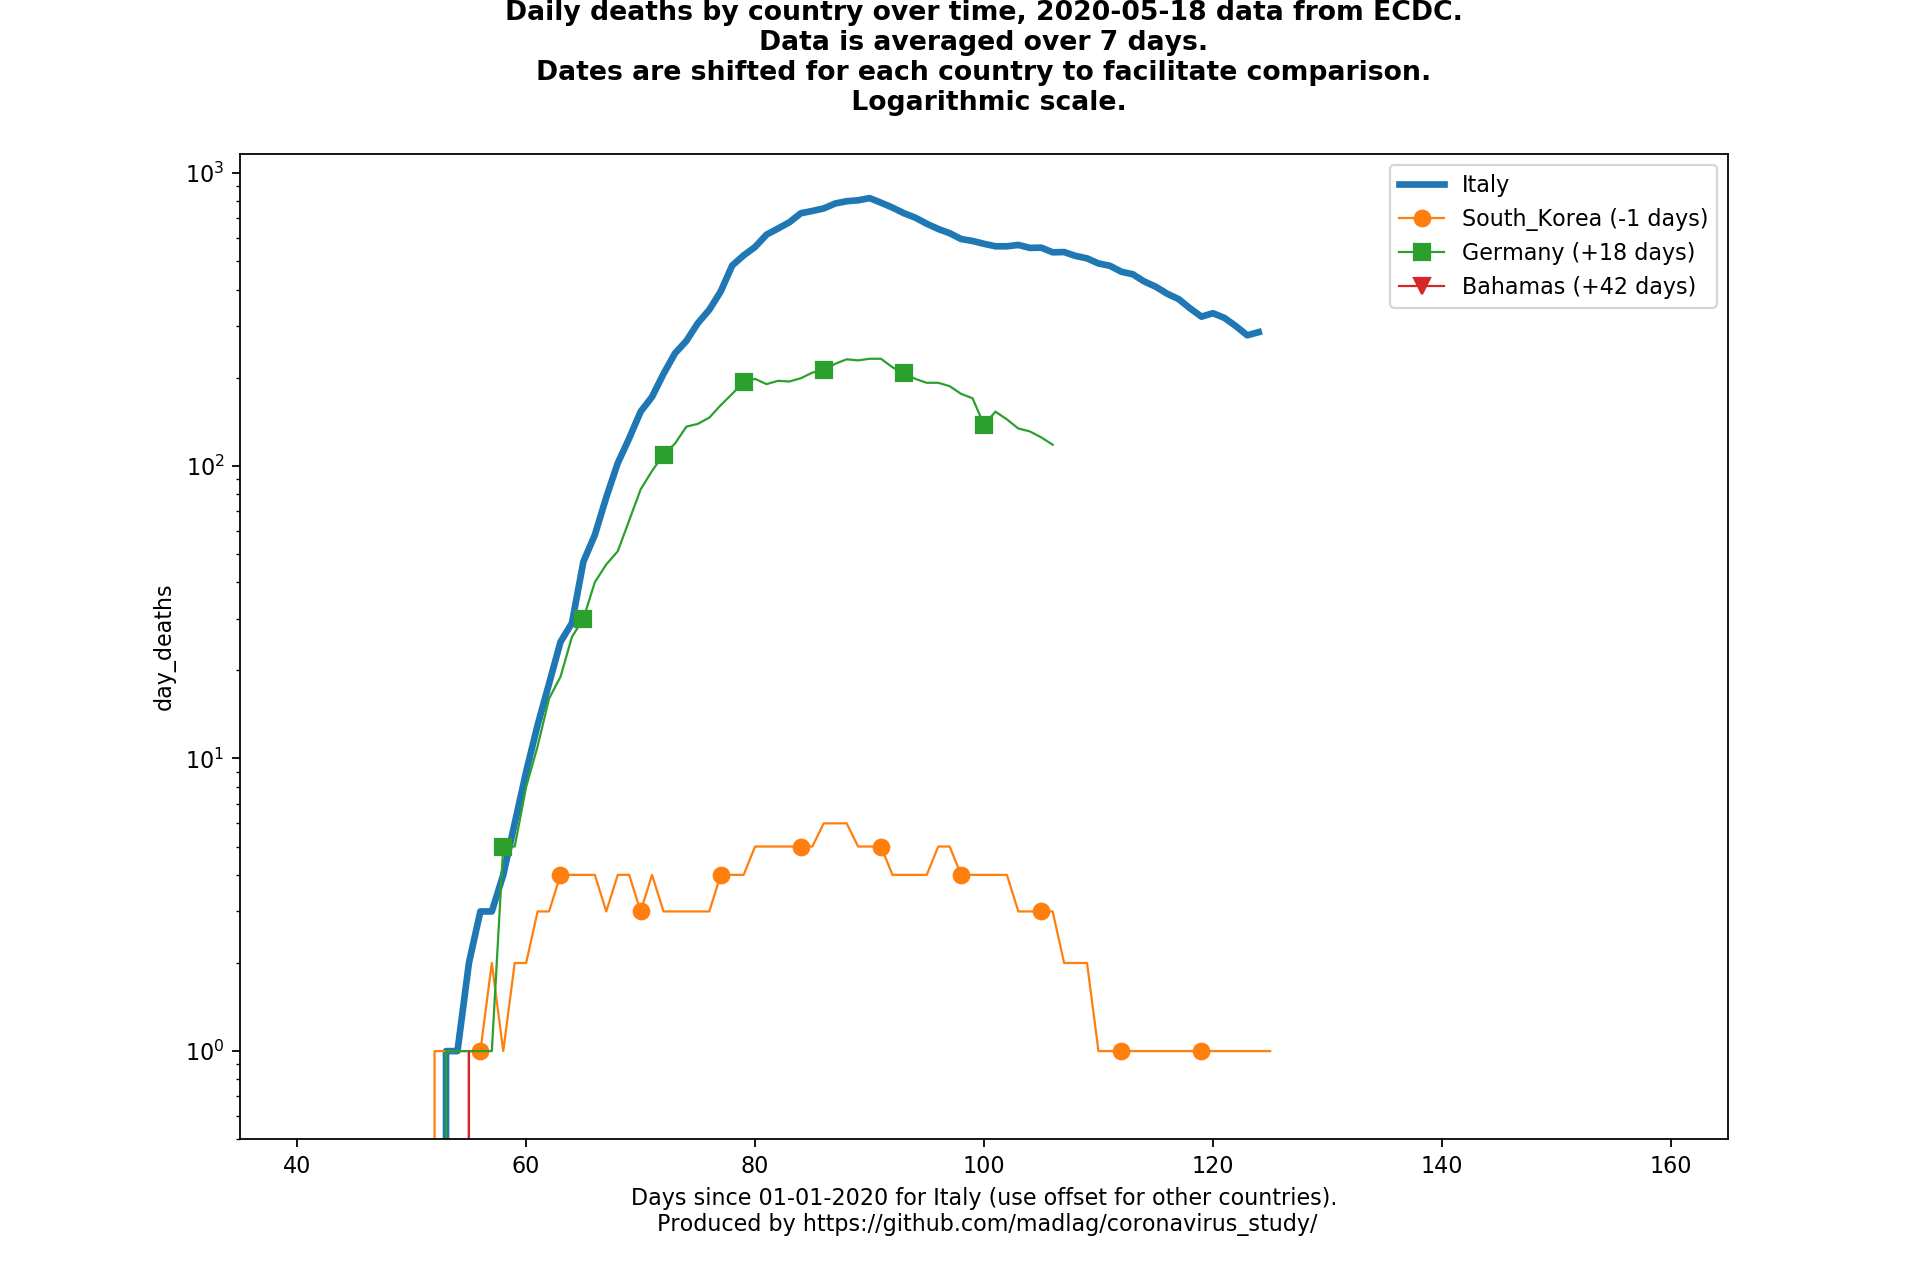 Daily deaths by country over time, 2020-05-18 data from ECDC.
Data is averaged over 7 days.
Dates are shifted for each country to facilitate comparison.
Logarithmic scale.
10³
10²
10¹
10⁰
day_deaths
Italy
South_Korea (-1 days)
Germany (+18 days)
Bahamas (+42 days)
40 60 80 100 120 140 160
Days since 01-01-2020 for Italy (use offset for other countries).
Produced by https://github.com/madlag/coronavirus_study/